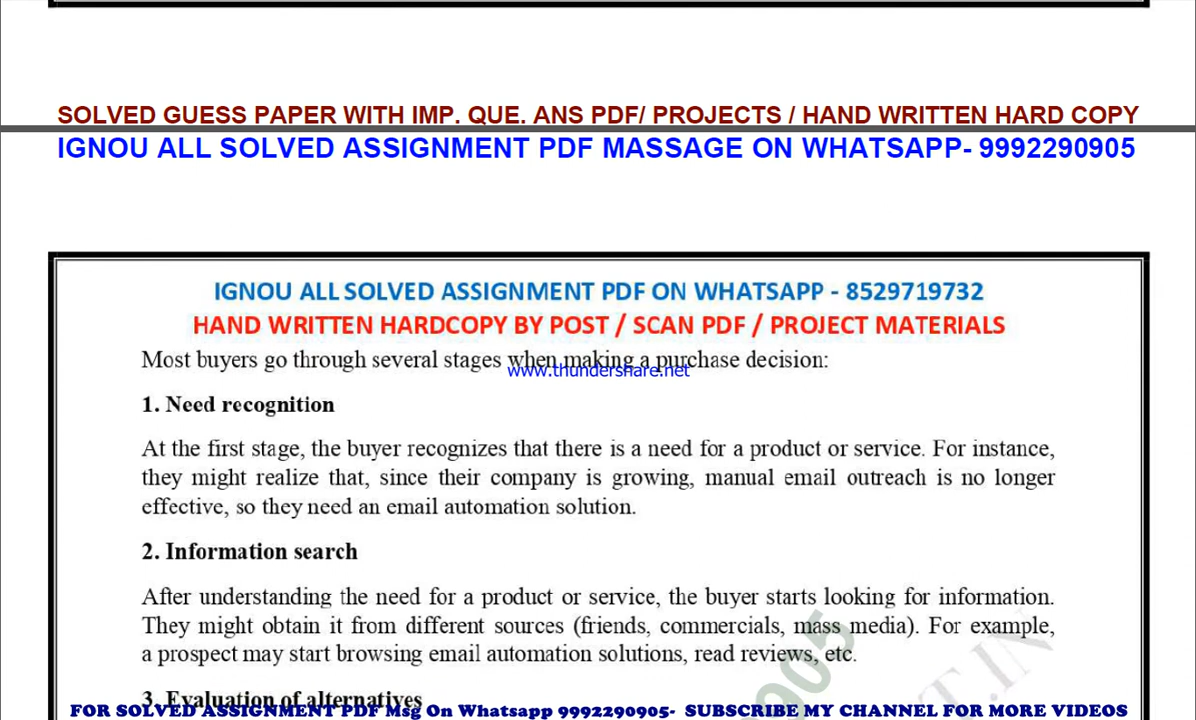 SOLVED GUESS PAPER WITH IMP. QUE. ANS PDF/ PROJECTS / HAND WRITTEN HARD COPY
IGNOU ALL SOLVED ASSIGNMENT PDF MASSAGE ON WHATSAPP- 9992290905
IGNOU ALL SOLVED ASSIGNMENT PDF ON WHATSAPP - 8529719732
HAND WRITTEN HARDCOPY BY POST / SCAN PDF / PROJECT MATERIALS
Most buyers go through several stages when making a purchase decision:
www.thundershare.net
1. Need recognition
At the first stage, the buyer recognizes that there is a need for a product or service. For instance,
they might realize that, since their company is growing, manual email outreach is no longer
effective, so they need an email automation solution.
2. Information search
After understanding the need for a product or service, the buyer starts looking for information.
They might obtain it from different sources (friends, commercials, mass media). For example,
a prospect may start browsing email automation solutions, read reviews, etc.
905
T.IN
3. Evaluation of alternatives
FOR SOLVED ASSIGNMENT PDF Msg On Whatsapp 9992290905- SUBSCRIBE MY CHANNEL FOR MORE VIDEOS